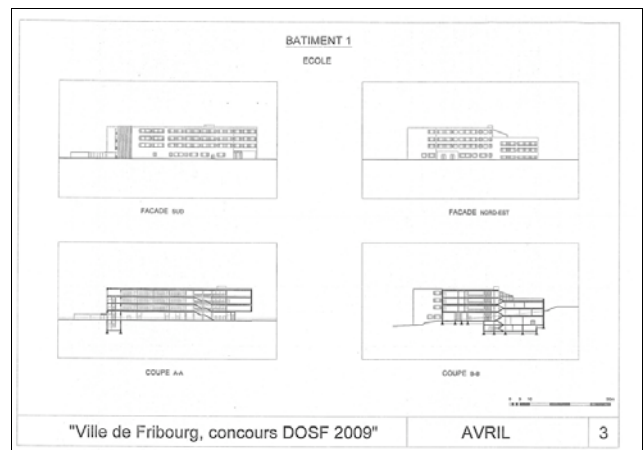 BATIMENT 1
ECOLE
FACADE SUD
FACADE NORD-EST
COUPE A-A
COUPE B-B
"Ville de Fribourg, concours DOSF 2009"
AVRIL
3